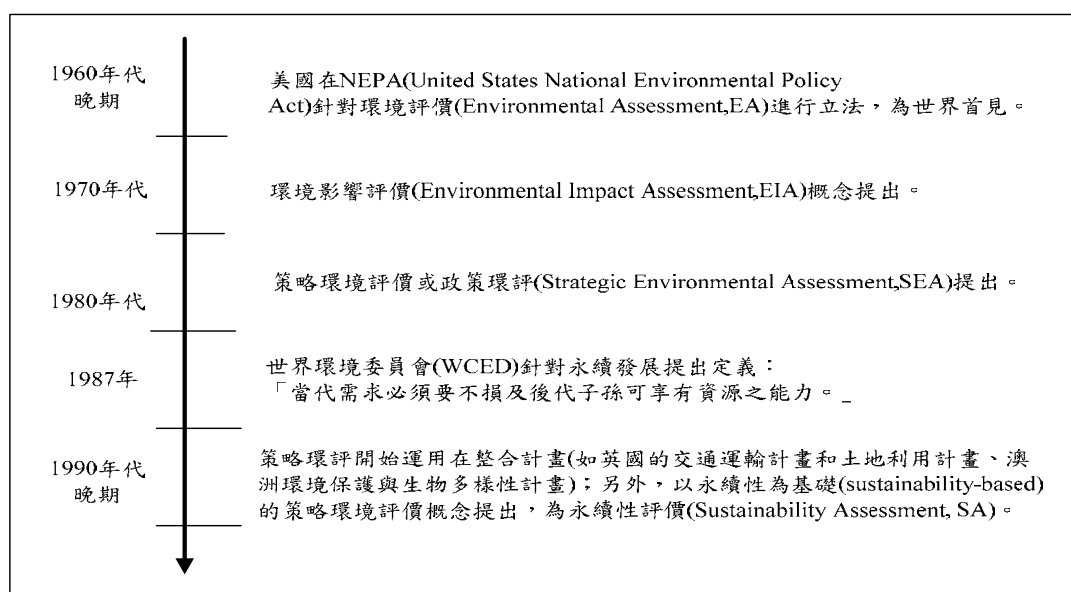 1960年代
晚期
美國在NEPA(United States National Environmental Policy
Act)針對環境評價(Environmental Assessment,EA)進行立法，為世界首見。
1970年代
環境影響評價(Environmental Impact Assessment,EIA)概念提出。
1980年代
策略環境評價或政策環評(Strategic Environmental Assessment,SEA)提出。
1987年
世界環境委員會(WCED)針對永續發展提出定義：
「當代需求必須要不損及後代子孫可享有資源之能力。_
1990年代
晚期
策略環評開始運用在整合計畫(如英國的交通運輸計畫和土地利用計畫、澳
洲環境保護與生物多樣性計畫)；另外，以永續性為基礎(sustainability-based)
的策略環境評價概念提出，為永續性評價(Sustainability Assessment, SA)。